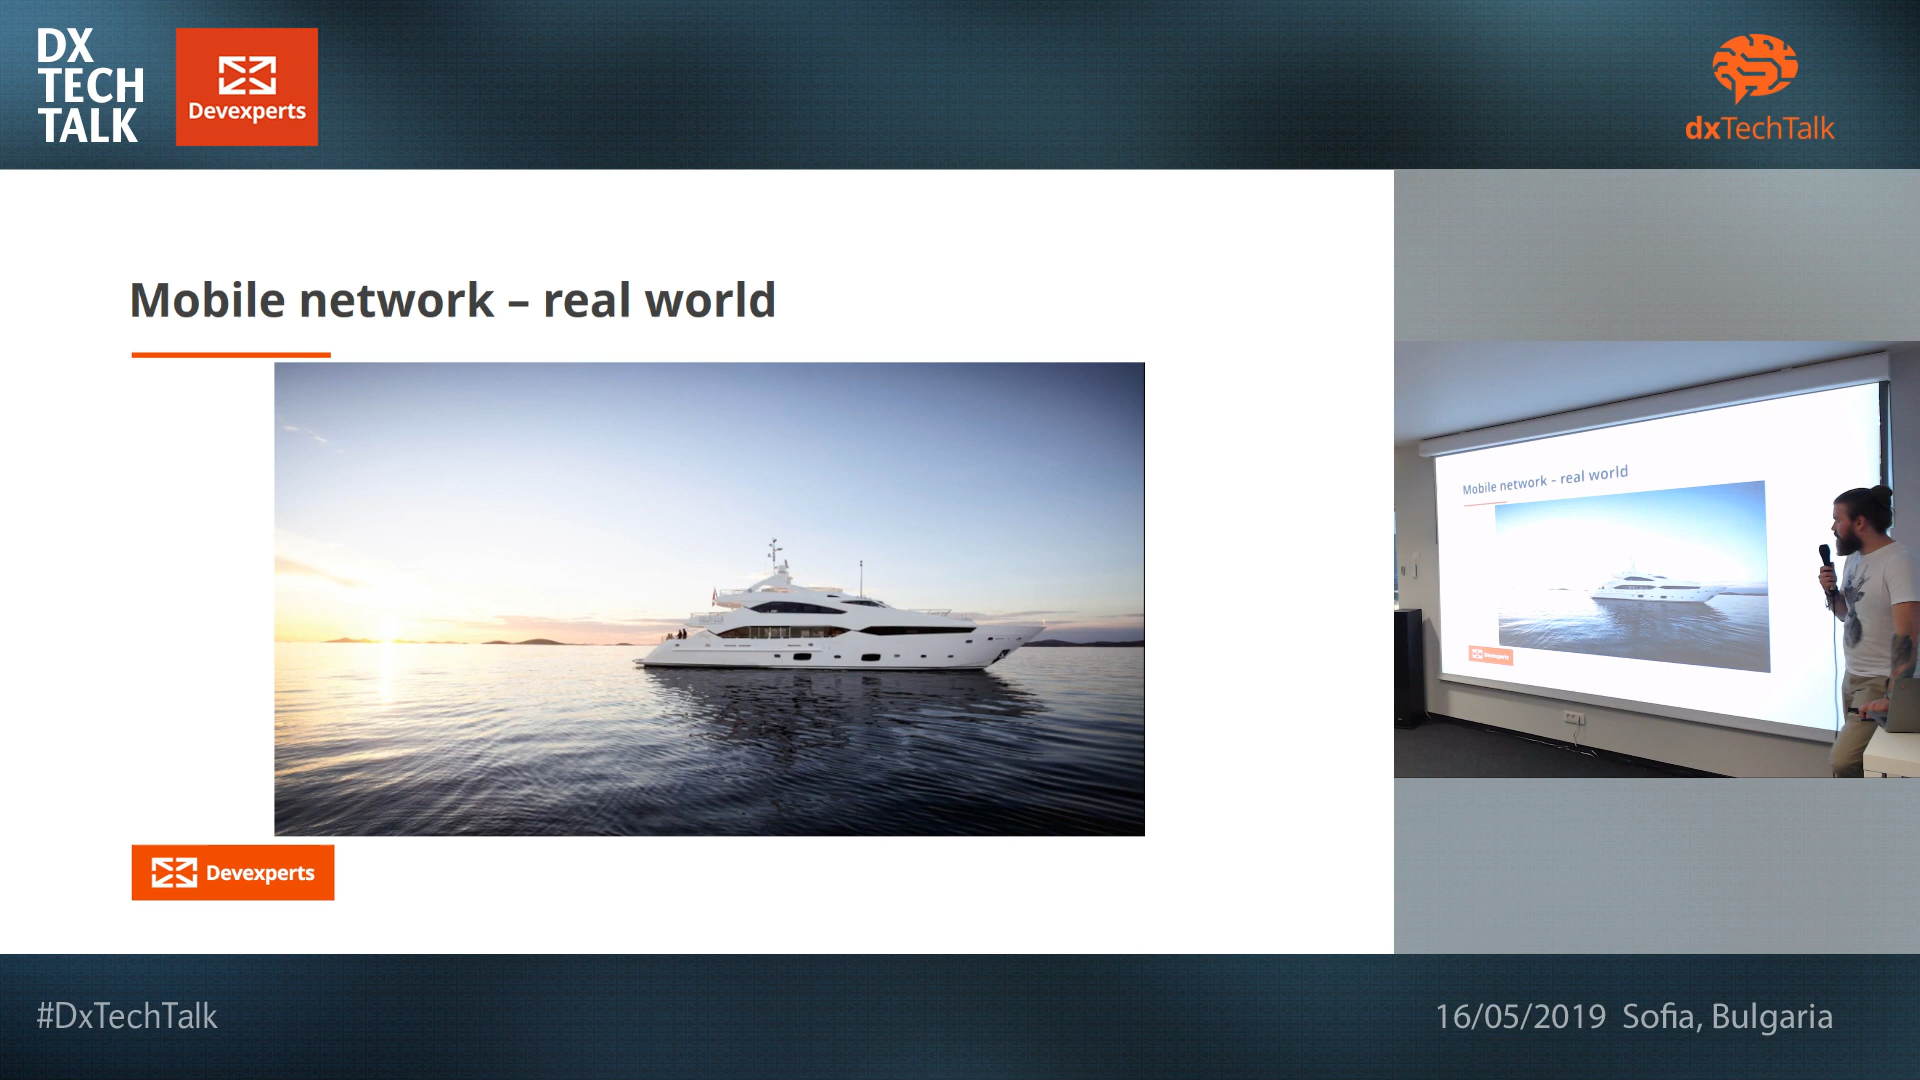 DX
TECH
TALK
Devexperts
dxTechTalk
Mobile network – real world
Mobile network – real world
Devexperts
Devexperts
#DxTechTalk
16/05/2019 Sofia, Bulgaria